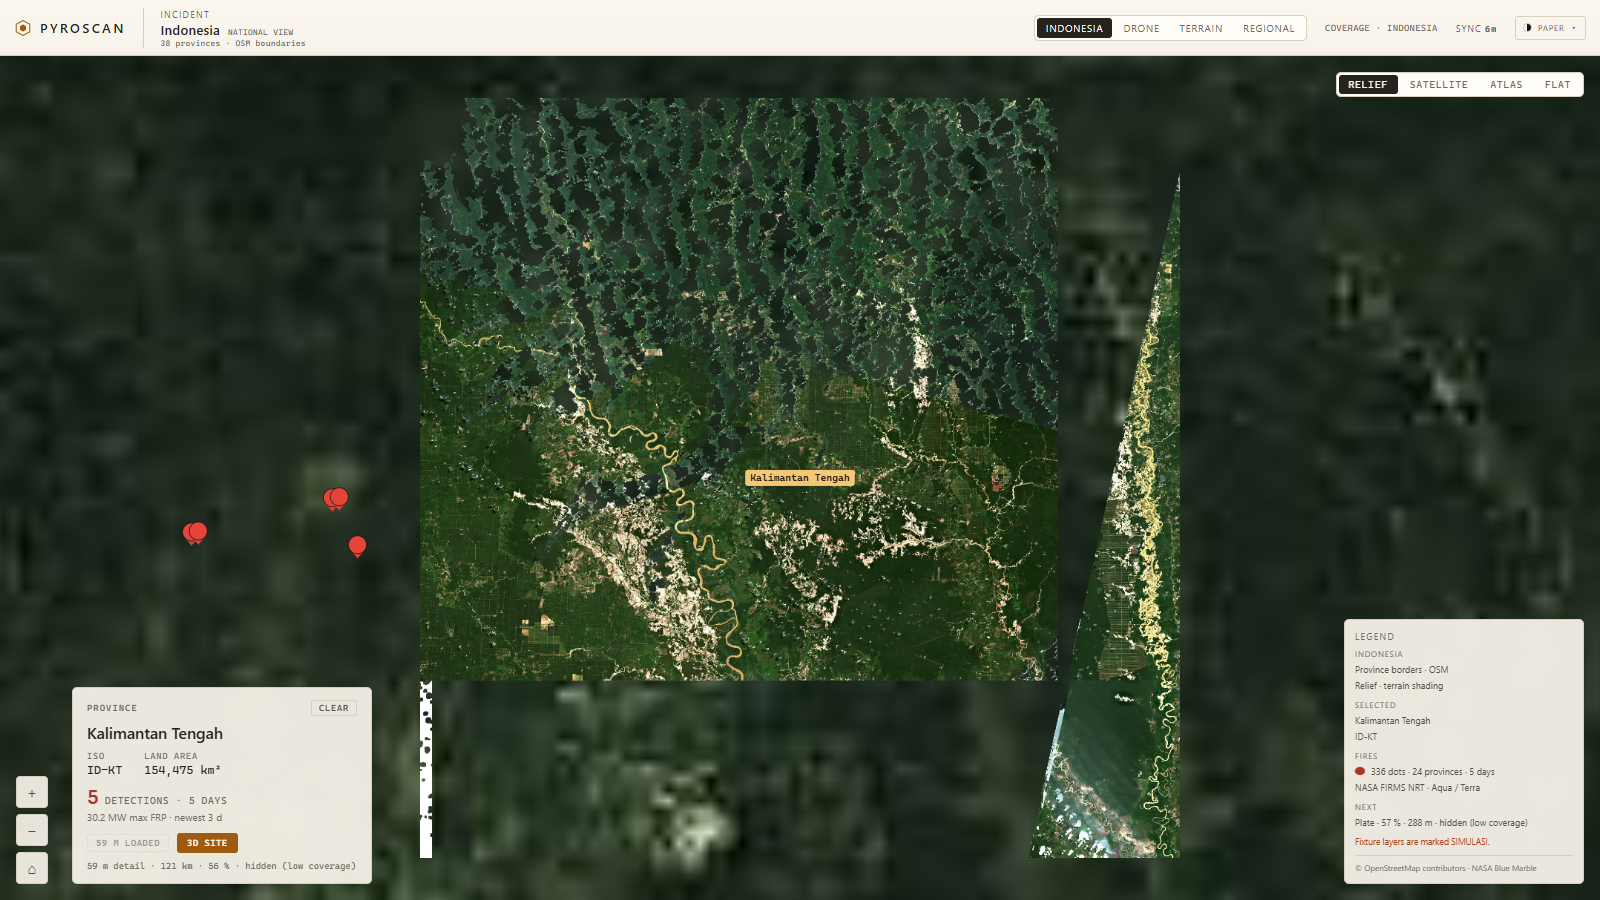 PYROSCAN
INCIDENT
Indonesia NATIONAL VIEW
38 provinces · OSM boundaries
INDONESIA DRONE TERRAIN REGIONAL
COVERAGE · INDONESIA
SYNC 6m
PAPER
RELIEF SATELLITE ATLAS FLAT
Kalimantan Tengah
PROVINCE
CLEAR
Kalimantan Tengah
ISO LAND AREA
ID-KT 154,475 km²
5 DETECTIONS · 5 DAYS
30.2 MW max FRP · newest 3 d
59 M LOADED 3D SITE
59 m detail · 121 km · 56 % · hidden (low coverage)
+
−
⌂
LEGEND
INDONESIA
Province borders · OSM
Relief · terrain shading
SELECTED
Kalimantan Tengah
ID-KT
FIRES
336 dots · 24 provinces · 5 days
NASA FIRMS NRT · Aqua / Terra
NEXT
Plate · 57 % · 288 m · hidden (low coverage)
Fixture layers are marked SIMULASI.
© OpenStreetMap contributors · NASA Blue Marble